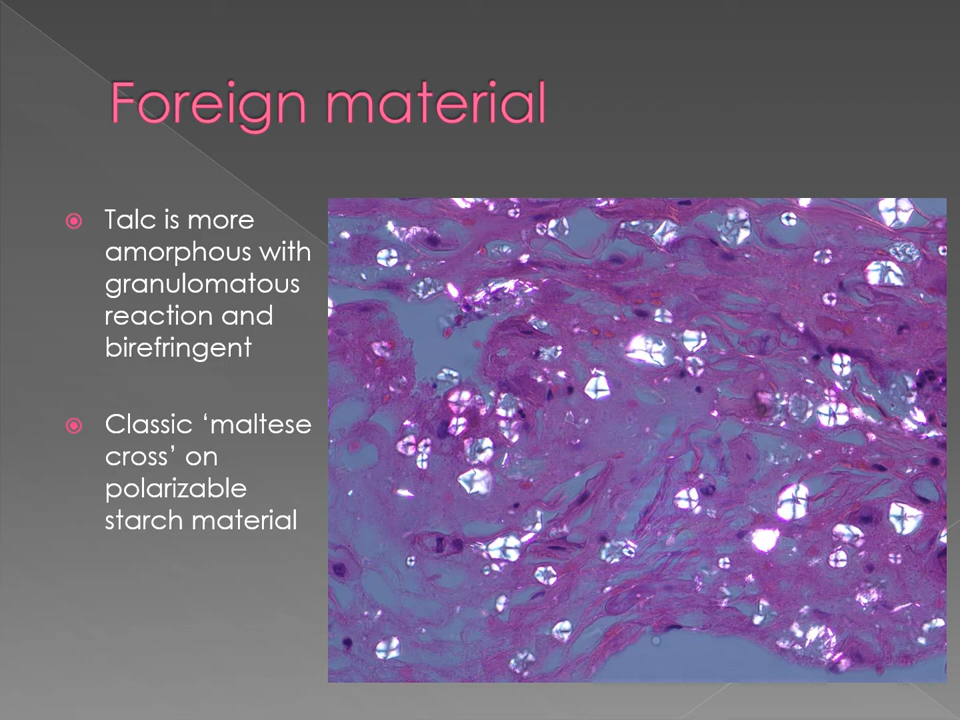 Foreign material
Talc is more
amorphous with
granulomatous
reaction and
birefringent
Classic ‘maltese
cross’ on
polarizable
starch material